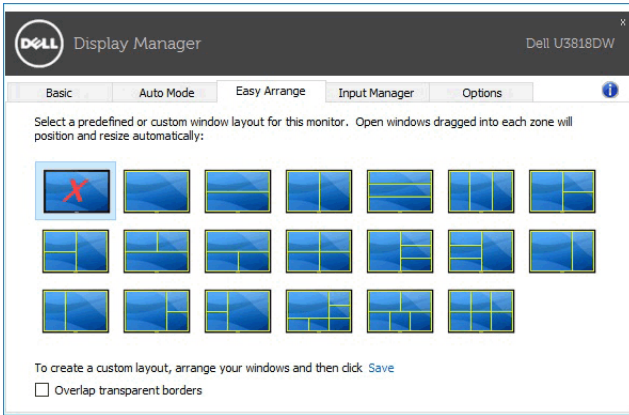 x
DELL Display Manager Dell U3818DW
Basic Auto Mode Easy Arrange Input Manager Options i
Select a predefined or custom window layout for this monitor. Open windows dragged into each zone will
position and resize automatically:
X
To create a custom layout, arrange your windows and then click Save
Overlap transparent borders